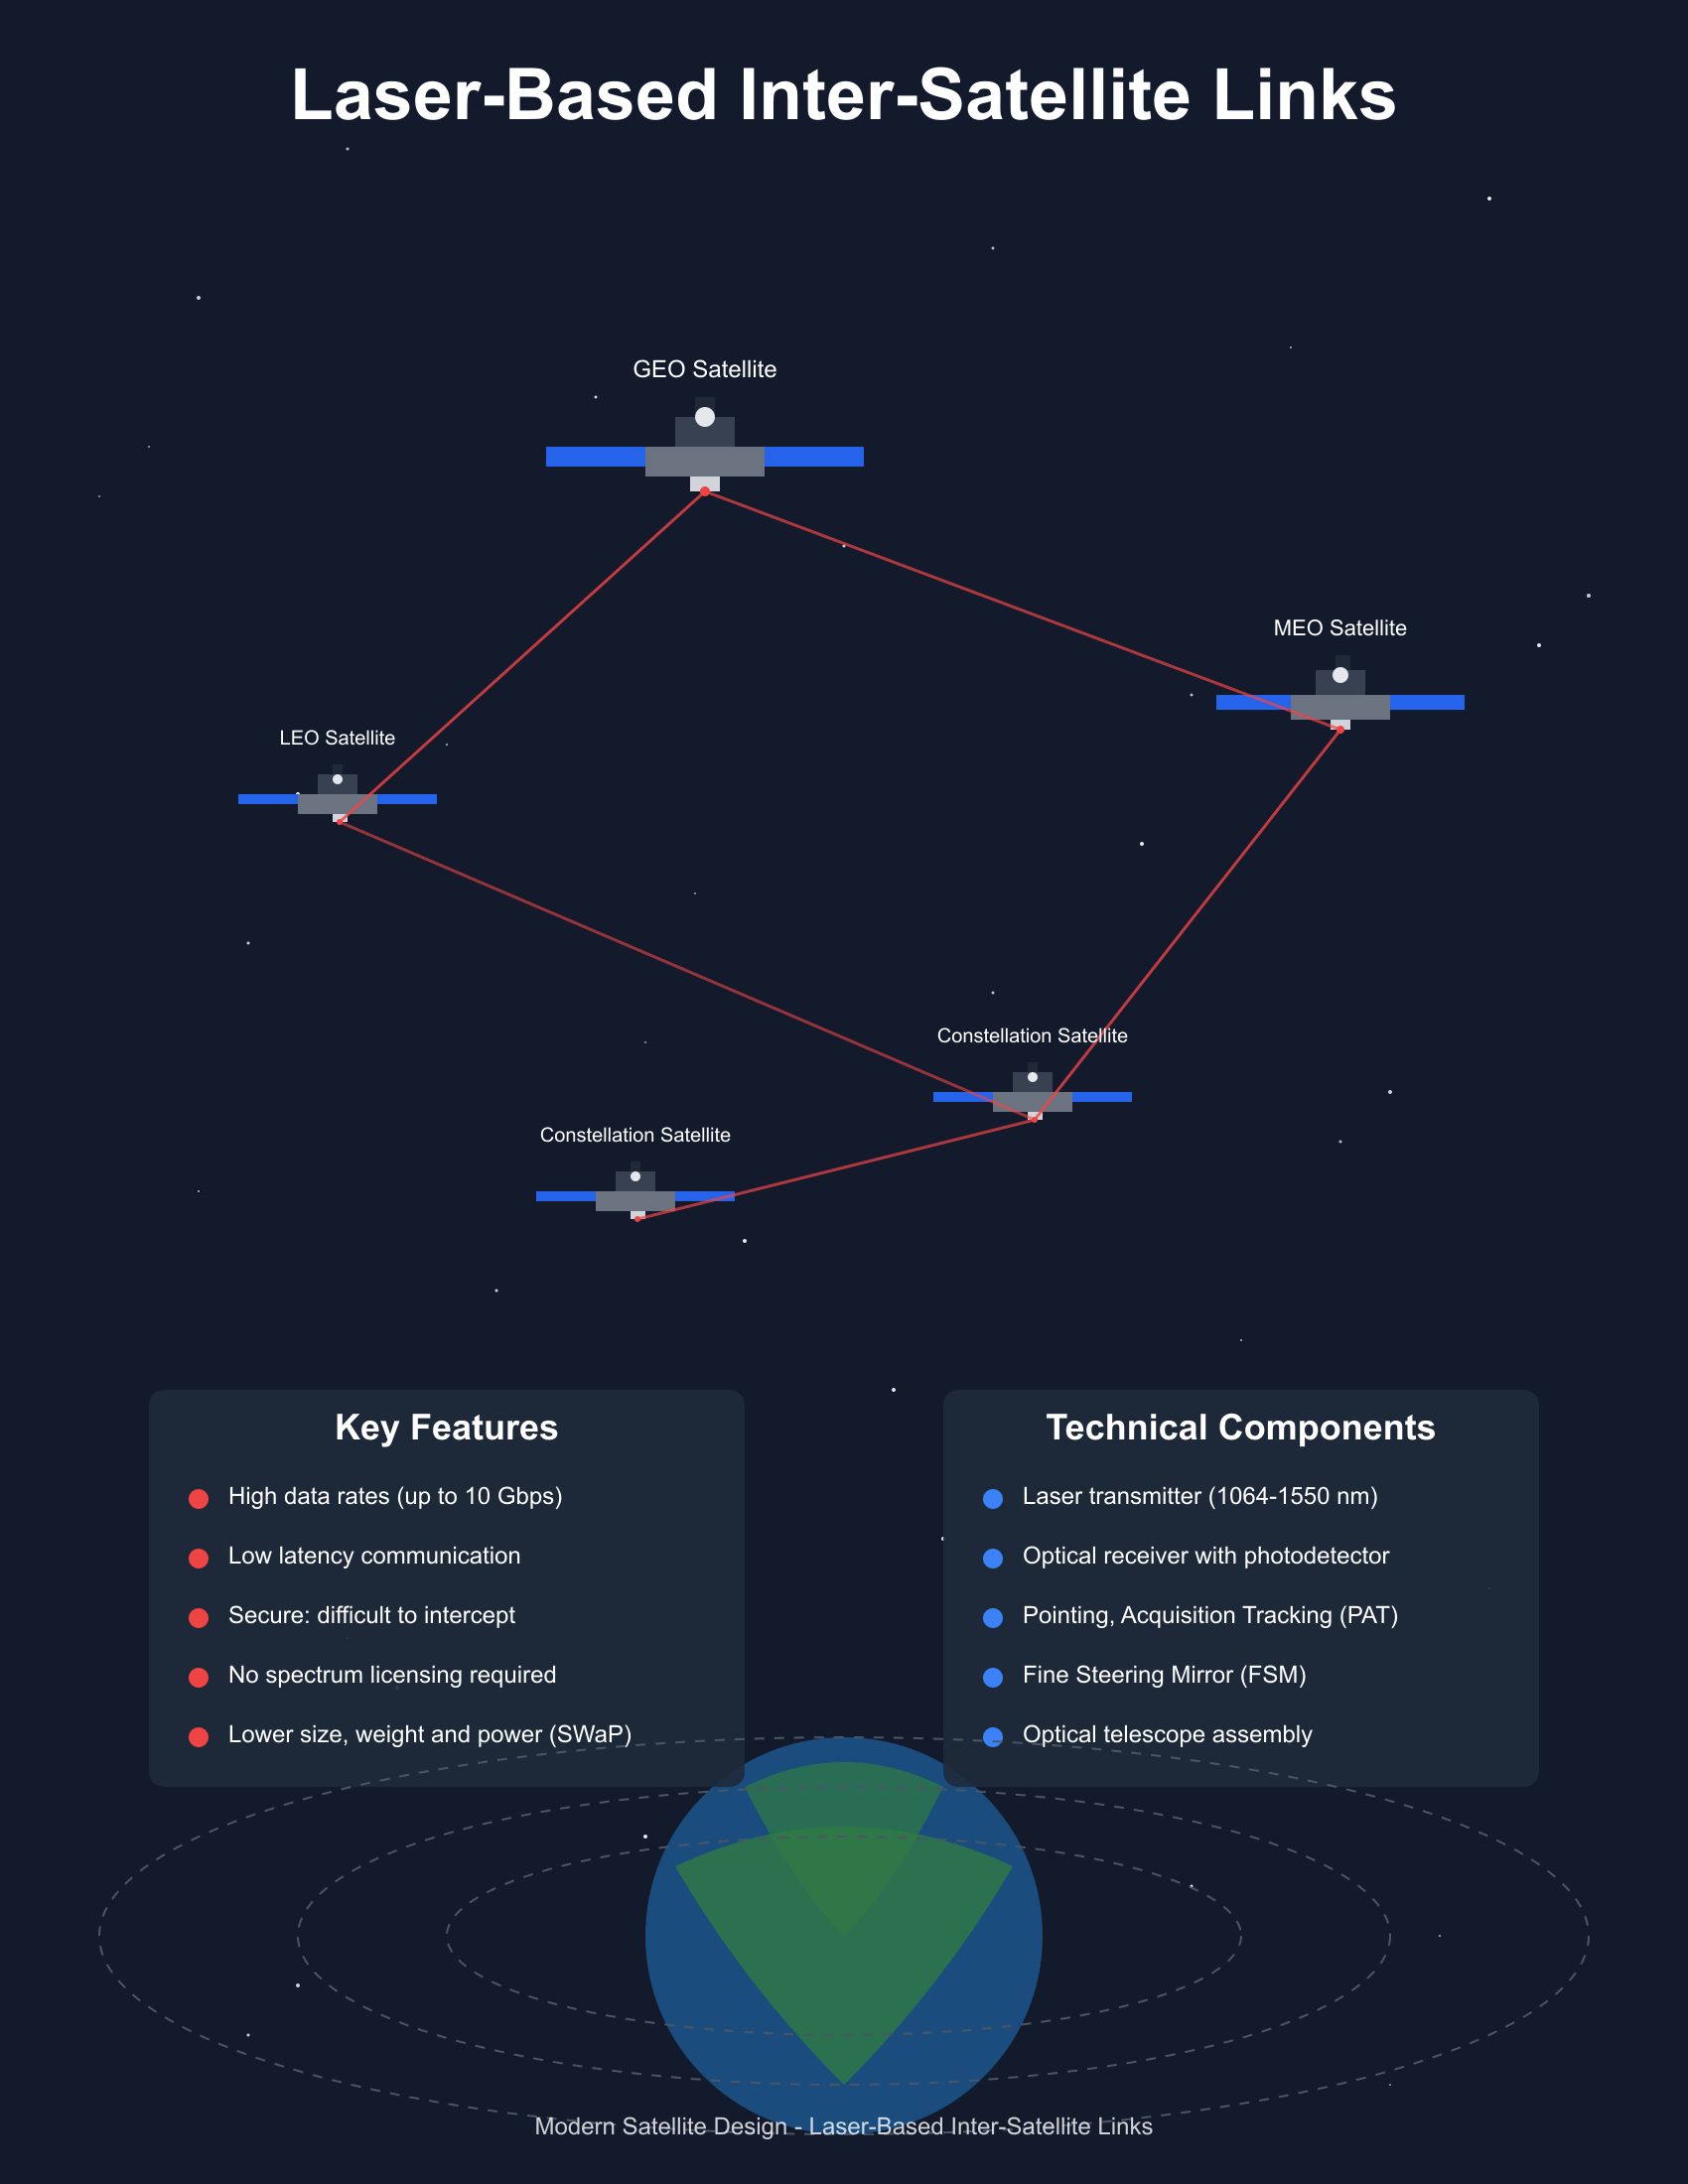 Laser-Based Inter-Satellite Links
GEO Satellite
MEO Satellite
LEO Satellite
Constellation Satellite
Constellation Satellite
Key Features
High data rates (up to 10 Gbps)
Low latency communication
Secure: difficult to intercept
No spectrum licensing required
Lower size, weight and power (SWaP)
Technical Components
Laser transmitter (1064-1550 nm)
Optical receiver with photodetector
Pointing, Acquisition Tracking (PAT)
Fine Steering Mirror (FSM)
Optical telescope assembly
Modern Satellite Design - Laser-Based Inter-Satellite Links